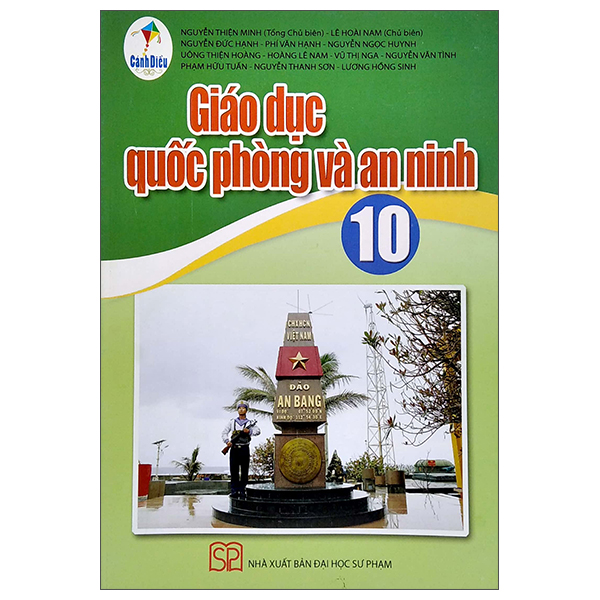 NGUYỄN THIỆN MINH (Tổng Chủ biên) - LÊ HOÀI NAM (Chủ biên)
NGUYỄN ĐỨC HẠNH - PHÍ VĂN HẠNH - NGUYỄN NGỌC HUYNH
UÔNG THIỆN HOÀNG - HOÀNG LÊ NAM - VŨ THỊ NGA - NGUYỄN VĂN TÌNH
PHẠM HỮU TUẤN - NGUYỄN THANH SƠN - LƯƠNG HỒNG SINH
Cánh Diều
Giáo dục
quốc phòng và an ninh
10
CHXHCN
VIỆT NAM
ĐẢO
AN BANG
SP
NHÀ XUẤT BẢN ĐẠI HỌC SƯ PHẠM